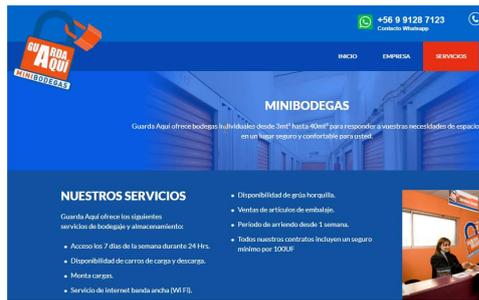 +56 9 9128 7123
Contacto Whatsapp
GUARDA
AQUÍ
MINIBODEGAS
INICIO
EMPRESA
SERVICIOS
MINIBODEGAS
Guarda Aquí ofrece bodegas individuales desde 3mt² hasta 40mt² para responder a vuestras necesidades de espacio
en un lugar seguro y confortable para usted.
NUESTROS SERVICIOS
Guarda Aquí ofrece los siguientes
servicios de bodegaje y almacenamiento:
• Acceso los 7 días de la semana durante 24 Hrs.
• Disponibilidad de carros de carga y descarga.
• Monta cargas.
• Servicio de internet banda ancha (Wi Fi).
• Disponibilidad de grúa horquilla.
• Ventas de artículos de embalaje.
• Periodo de arriendo desde 1 semana.
• Todos nuestros contratos incluyen un seguro
mínimo por 100UF